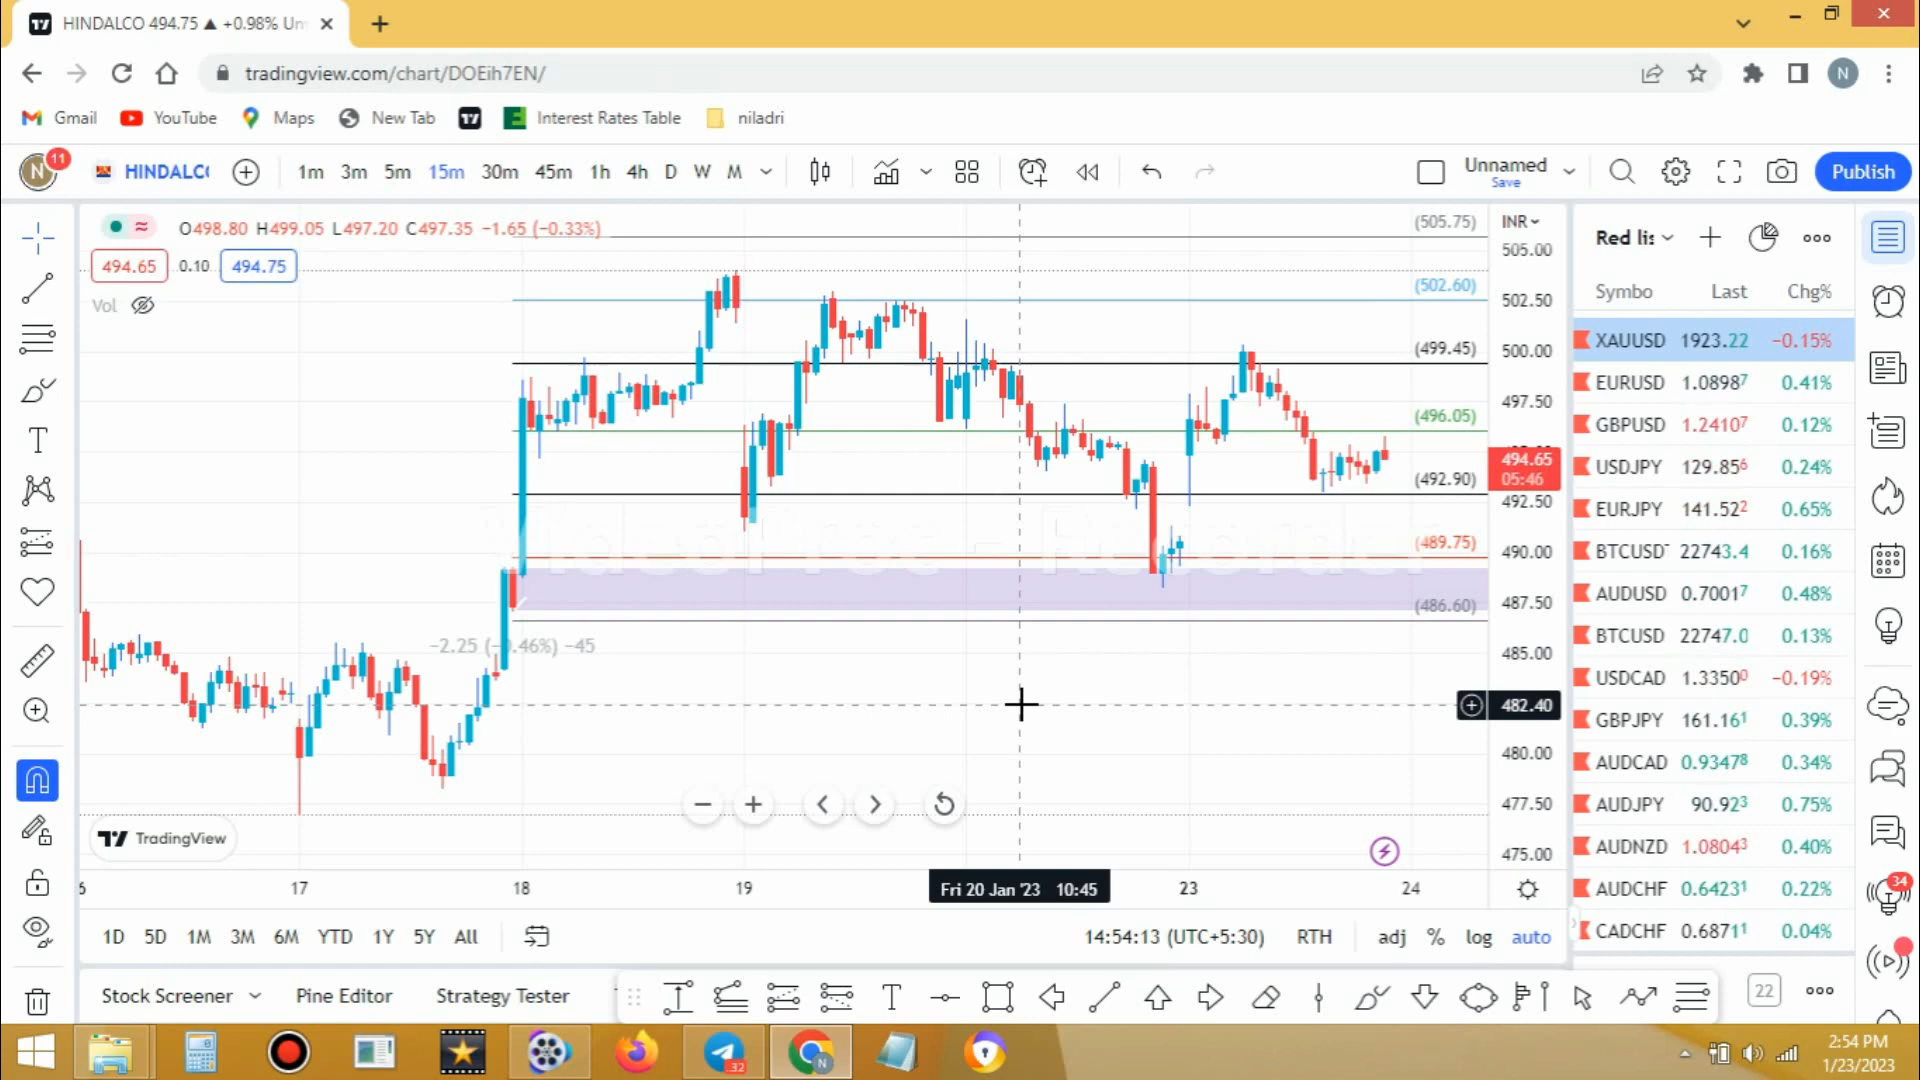 HINDALCO 494.75 ▲ +0.98% Un
tradingview.com/chart/DOEih7EN/
N
Gmail YouTube Maps New Tab Interest Rates Table niladri
N 11 HINDALC 1m 3m 5m 15m 30m 45m 1h 4h D W M Unnamed Save Publish
O498.80 H499.05 L497.20 C497.35 −1.65 (−0.33%)
494.65 0.10 494.75
Vol
(505.75)
(502.60)
(499.45)
(496.05)
(492.90)
(489.75)
(486.60)
−2.25 (−0.46%) −45
INR
505.00
502.50
500.00
497.50
494.65
05:46
492.50
490.00
487.50
485.00
482.40
480.00
477.50
475.00
TradingView
17 18 19 Fri 20 Jan '23 10:45 23 24
1D 5D 1M 3M 6M YTD 1Y 5Y All 14:54:13 (UTC+5:30) RTH adj % log auto
Stock Screener Pine Editor Strategy Tester T 22
Red lis
Symbo Last Chg%
XAUUSD 1923.22 −0.15%
EURUSD 1.08987 0.41%
GBPUSD 1.24107 0.12%
USDJPY 129.856 0.24%
EURJPY 141.522 0.65%
BTCUSDT 22743.4 0.16%
AUDUSD 0.70017 0.48%
BTCUSD 22747.0 0.13%
USDCAD 1.33500 −0.19%
GBPJPY 161.161 0.39%
AUDCAD 0.93478 0.34%
AUDJPY 90.923 0.75%
AUDNZD 1.08043 0.40%
AUDCHF 0.64231 0.22%
CADCHF 0.68711 0.04%
34
32
N
2:54 PM
1/23/2023